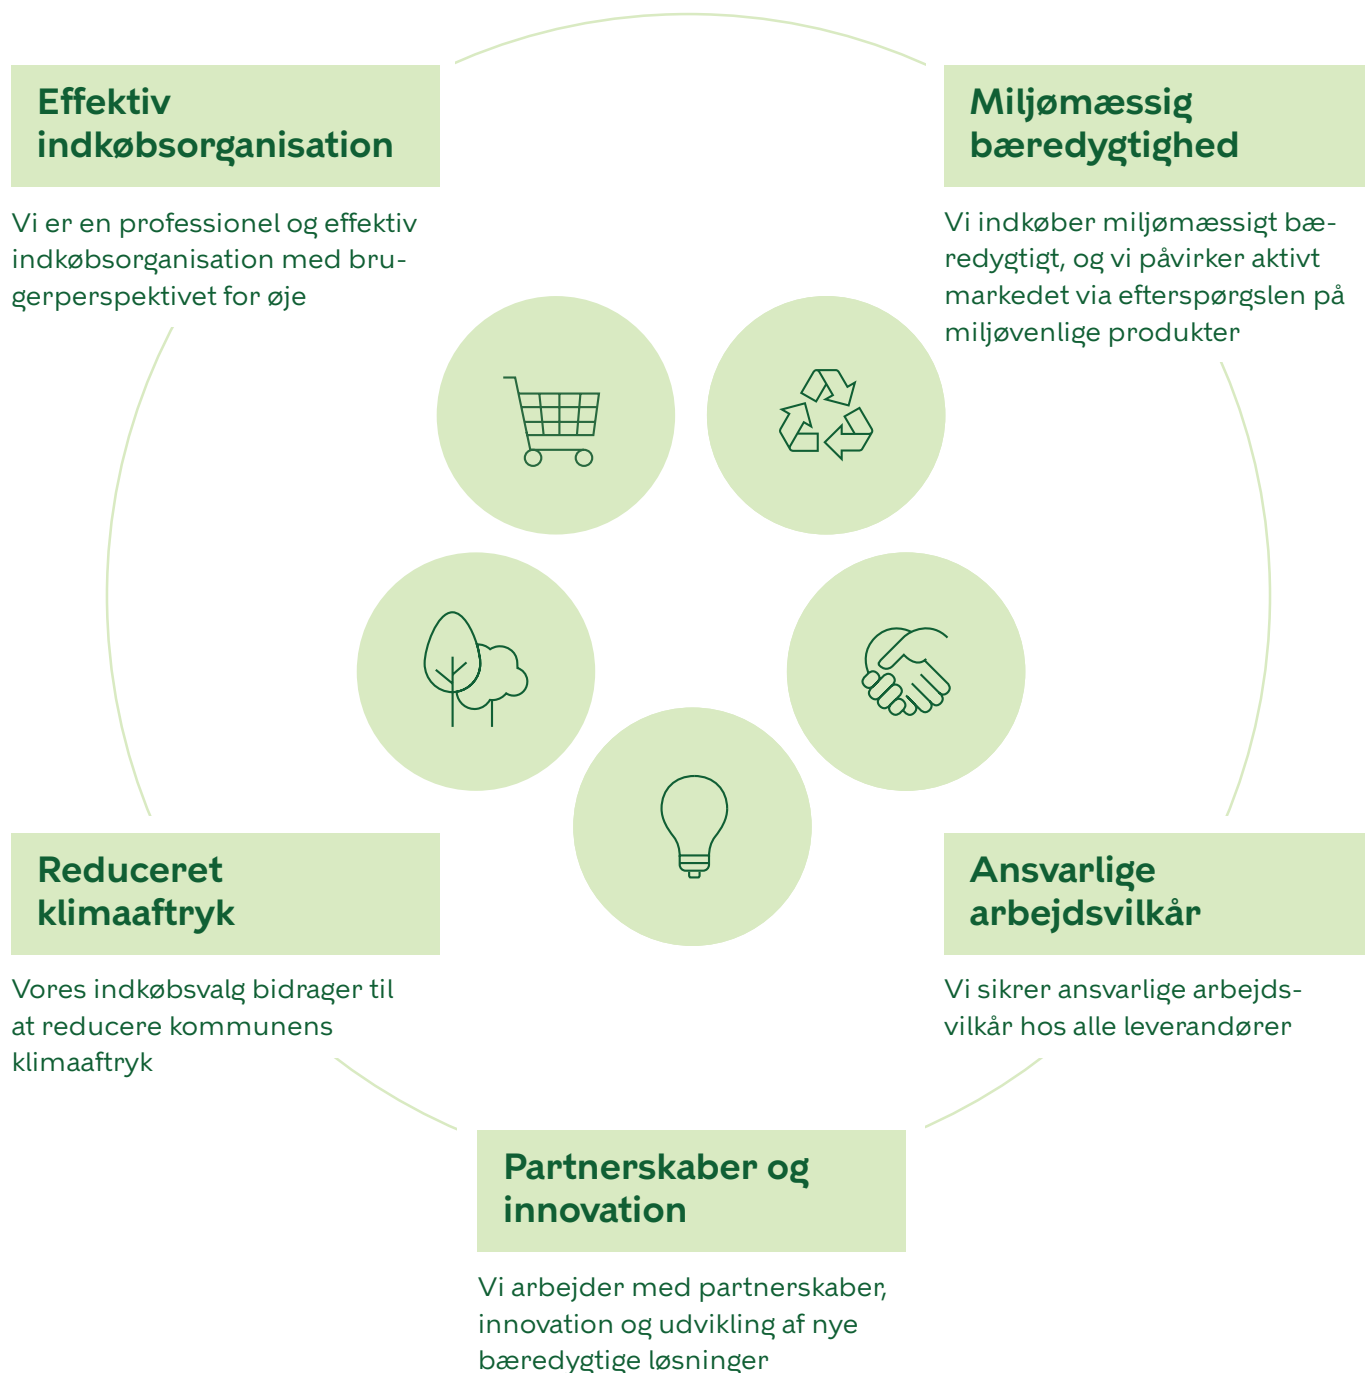 Effektiv
indkøbsorganisation
Vi er en professionel og effektiv
indkøbsorganisation med bru-
gerperspektivet for øje
Miljømæssig
bæredygtighed
Vi indkøber miljømæssigt bæ-
redygtigt, og vi påvirker aktivt
markedet via efterspørgslen på
miljøvenlige produkter
Reduceret
klimaaftryk
Vores indkøbsvalg bidrager til
at reducere kommunens
klimaaftryk
Ansvarlige
arbejdsvilkår
Vi sikrer ansvarlige arbejds-
vilkår hos alle leverandører
Partnerskaber og
innovation
Vi arbejder med partnerskaber,
innovation og udvikling af nye
bæredygtige løsninger